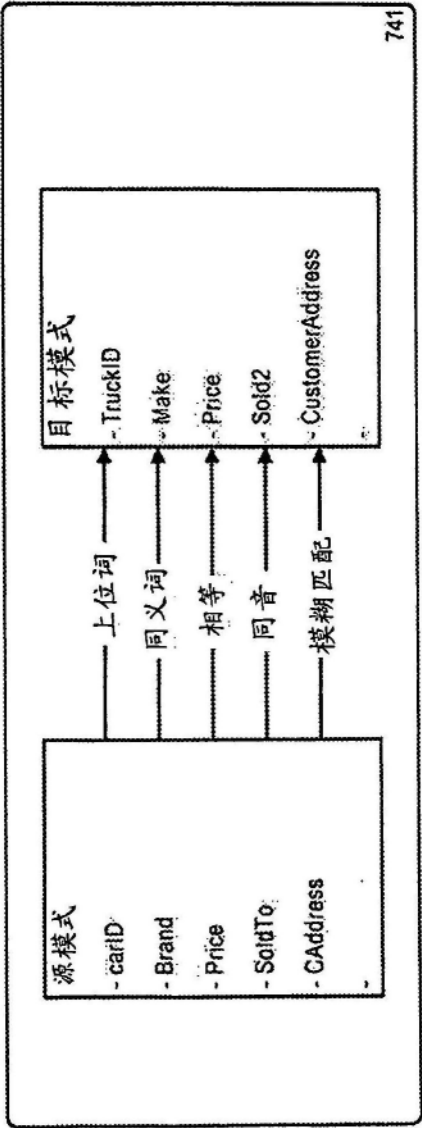 源模式
- carID
- Brand
- Price
- SoldTo
- CAddress
-
上位词
同义词
相等
同音
模糊匹配
目标模式
- TruckID
- Make
- Price
- Sold2
- CustomerAddress
-
741